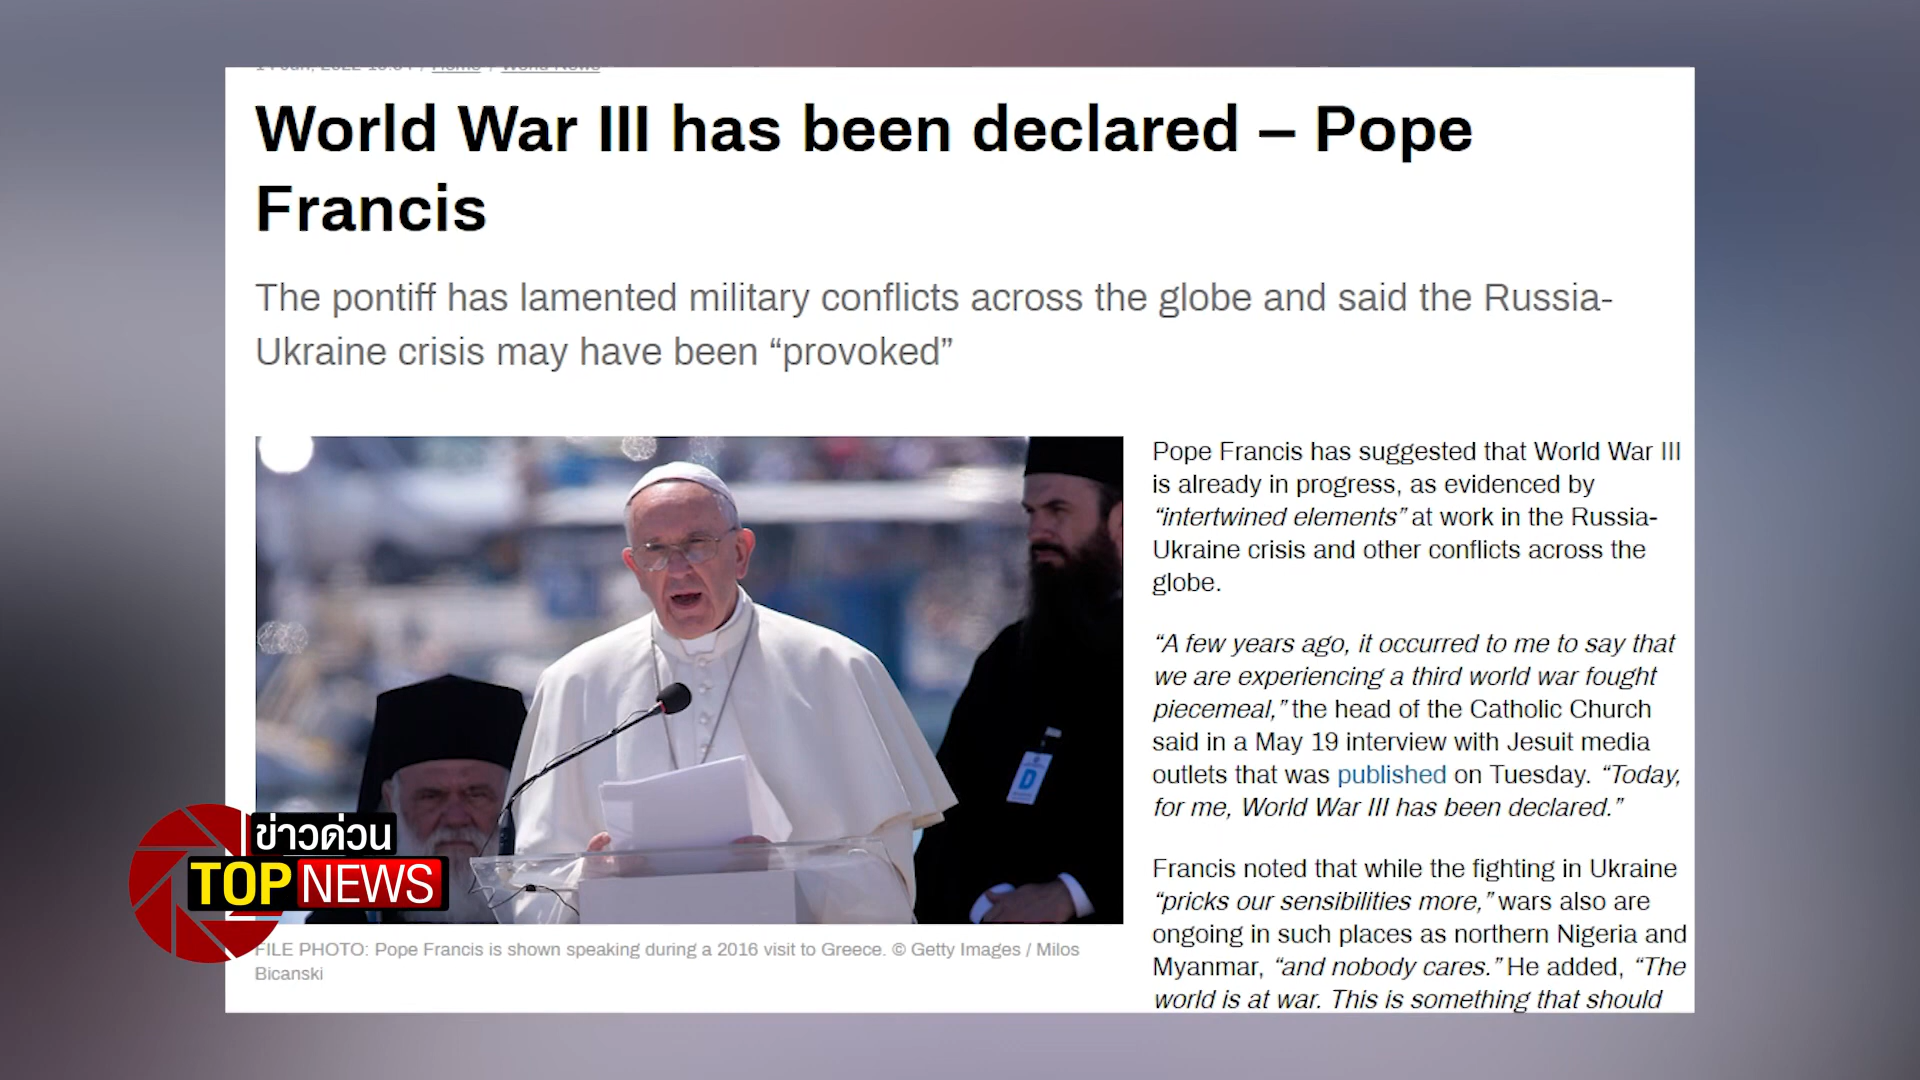 14 Jun, 2022 / Home / World News
World War III has been declared – Pope
Francis
The pontiff has lamented military conflicts across the globe and said the Russia-
Ukraine crisis may have been “provoked”
Pope Francis has suggested that World War III
is already in progress, as evidenced by
“intertwined elements” at work in the Russia-
Ukraine crisis and other conflicts across the
globe.
“A few years ago, it occurred to me to say that
we are experiencing a third world war fought
piecemeal,” the head of the Catholic Church
said in a May 19 interview with Jesuit media
outlets that was published on Tuesday. “Today,
for me, World War III has been declared.”
Francis noted that while the fighting in Ukraine
“pricks our sensibilities more,” wars also are
ongoing in such places as northern Nigeria and
Myanmar, “and nobody cares.” He added, “The
world is at war. This is something that should
D
FILE PHOTO: Pope Francis is shown speaking during a 2016 visit to Greece. © Getty Images / Milos
Bicanski
ข่าวด่วน
TOP NEWS